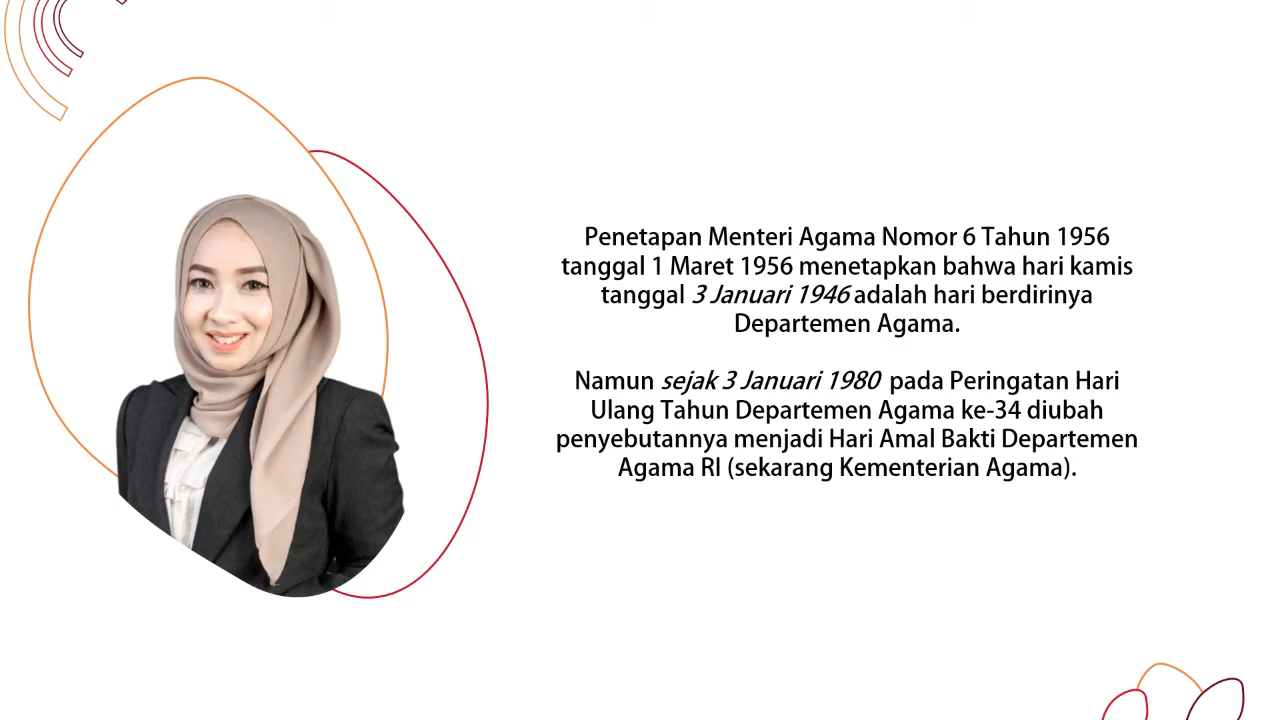 Penetapan Menteri Agama Nomor 6 Tahun 1956
tanggal 1 Maret 1956 menetapkan bahwa hari kamis
tanggal 3 Januari 1946 adalah hari berdirinya
Departemen Agama.
Namun sejak 3 Januari 1980 pada Peringatan Hari
Ulang Tahun Departemen Agama ke-34 diubah
penyebutannya menjadi Hari Amal Bakti Departemen
Agama RI (sekarang Kementerian Agama).